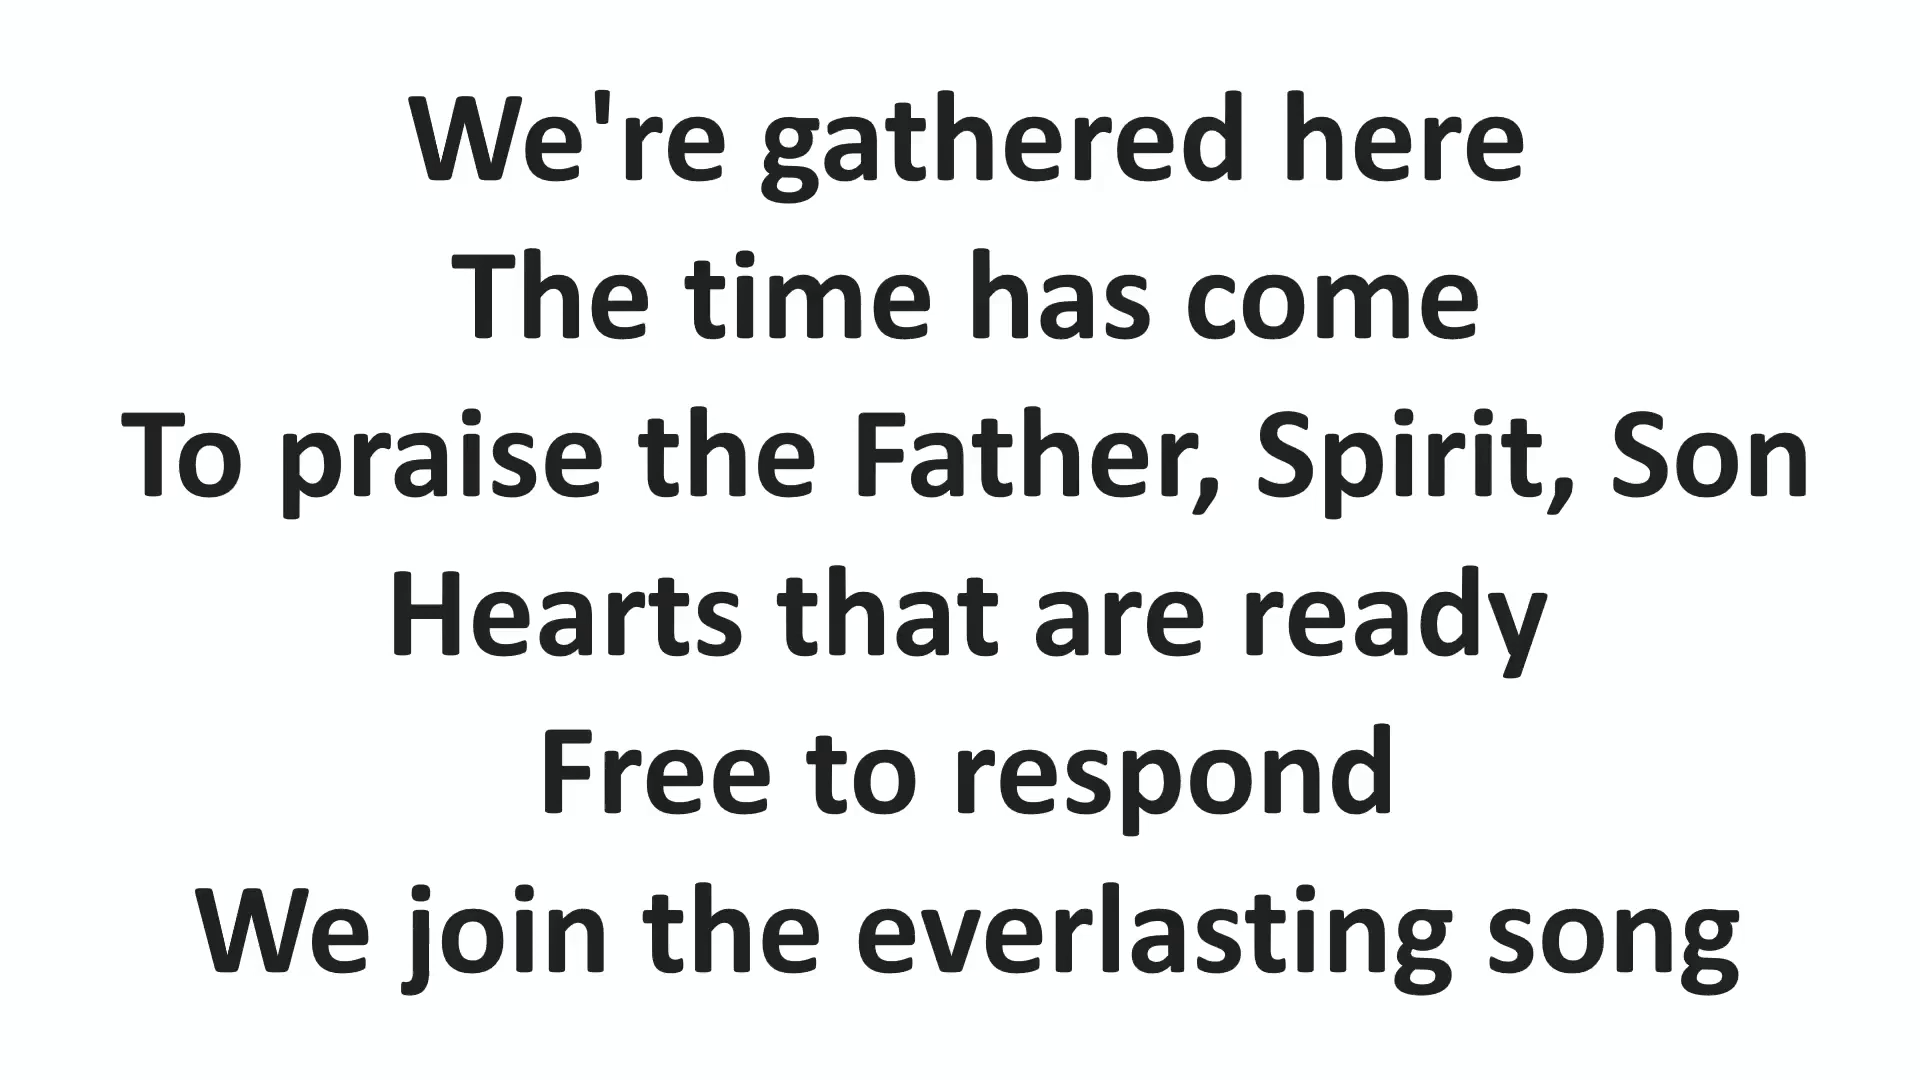 We're gathered here
The time has come
To praise the Father, Spirit, Son
Hearts that are ready
Free to respond
We join the everlasting song